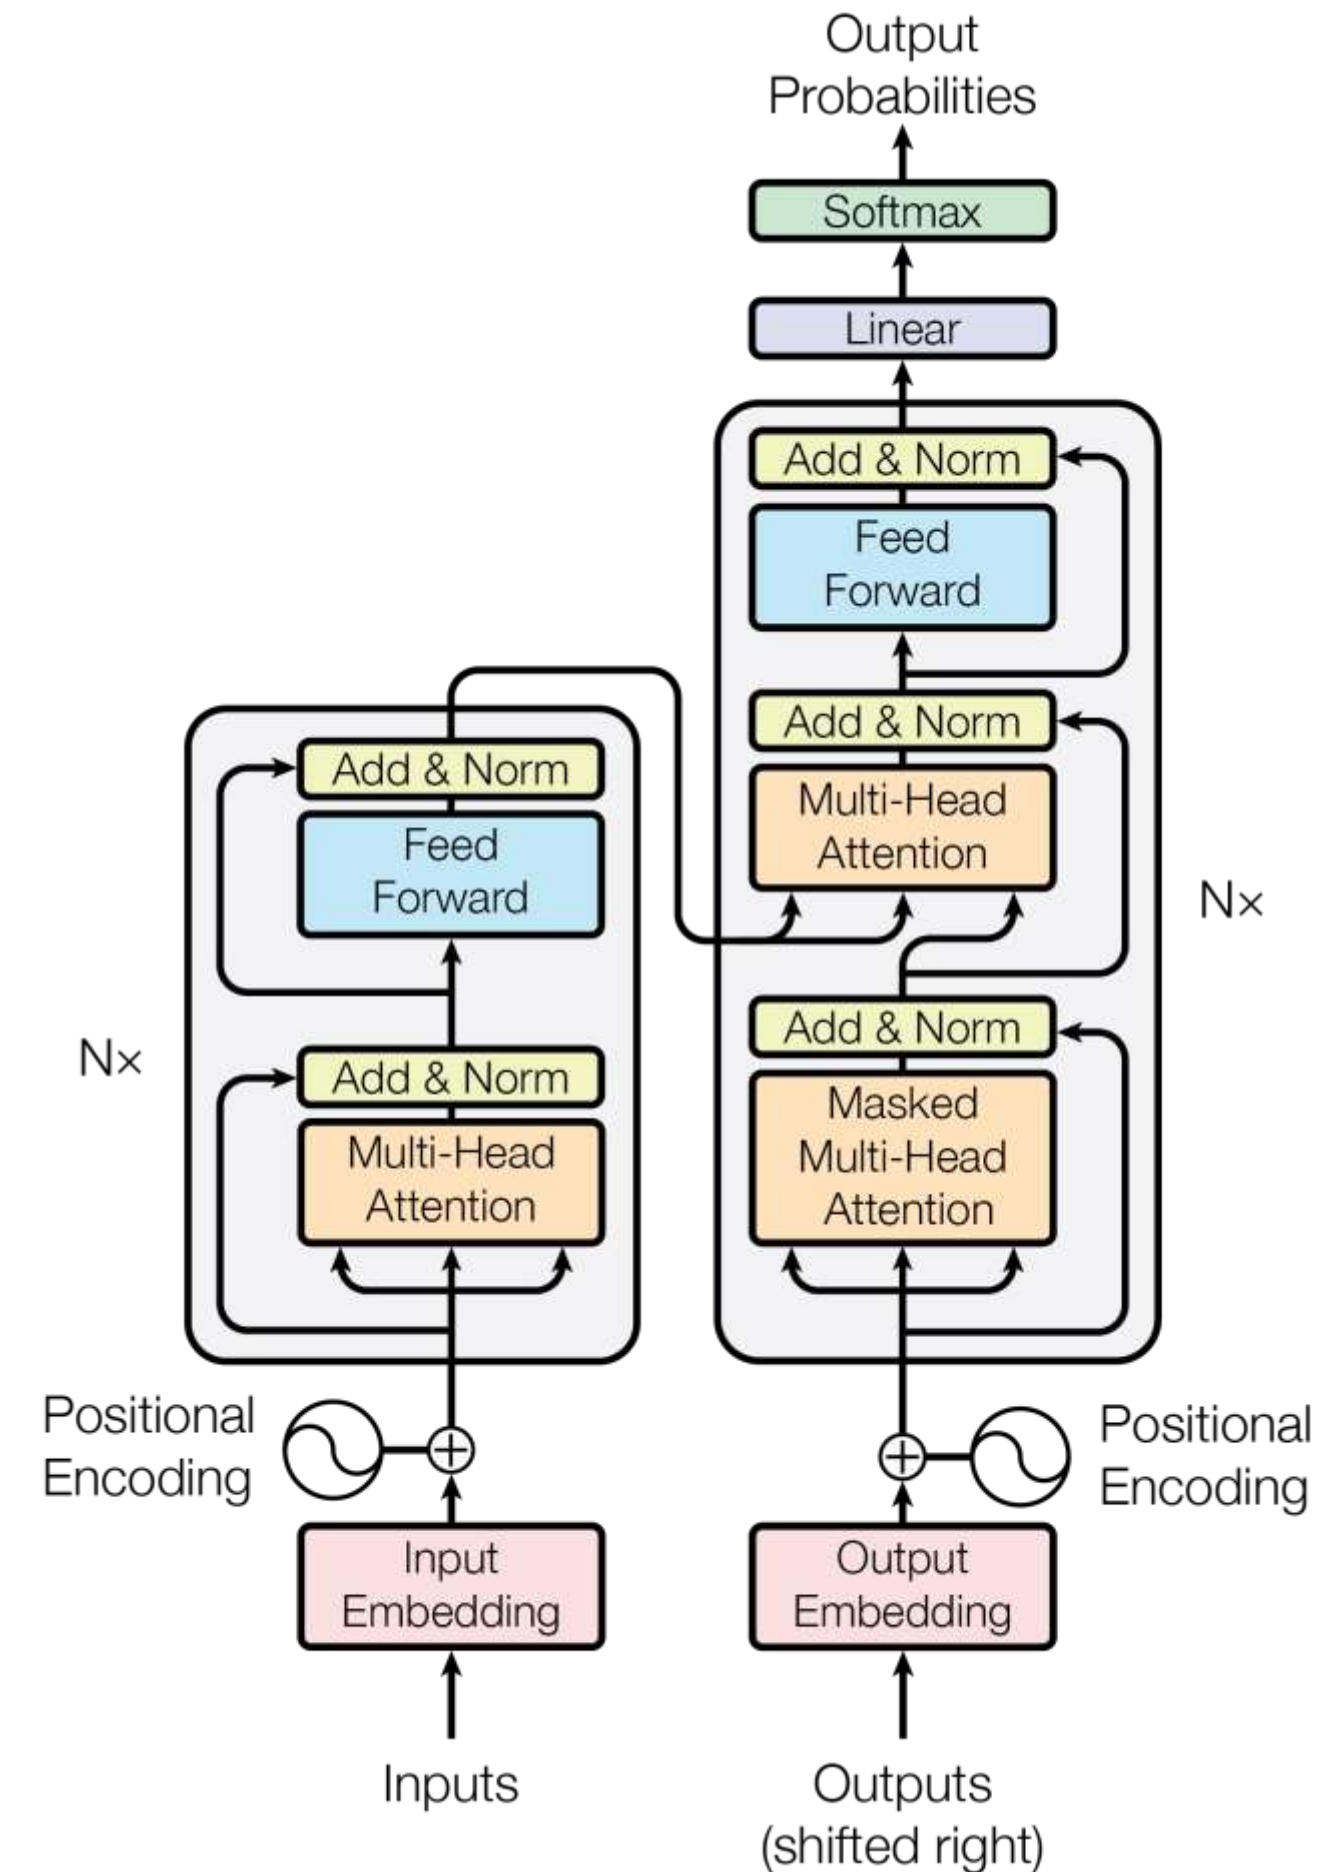 Output
Probabilities
Softmax
Linear
Add & Norm
Feed
Forward
Add & Norm
Multi-Head
Attention
Add & Norm
Masked
Multi-Head
Attention
N×
Add & Norm
Feed
Forward
Add & Norm
Multi-Head
Attention
N×
Positional
Encoding
Positional
Encoding
Input
Embedding
Output
Embedding
Inputs
Outputs
(shifted right)